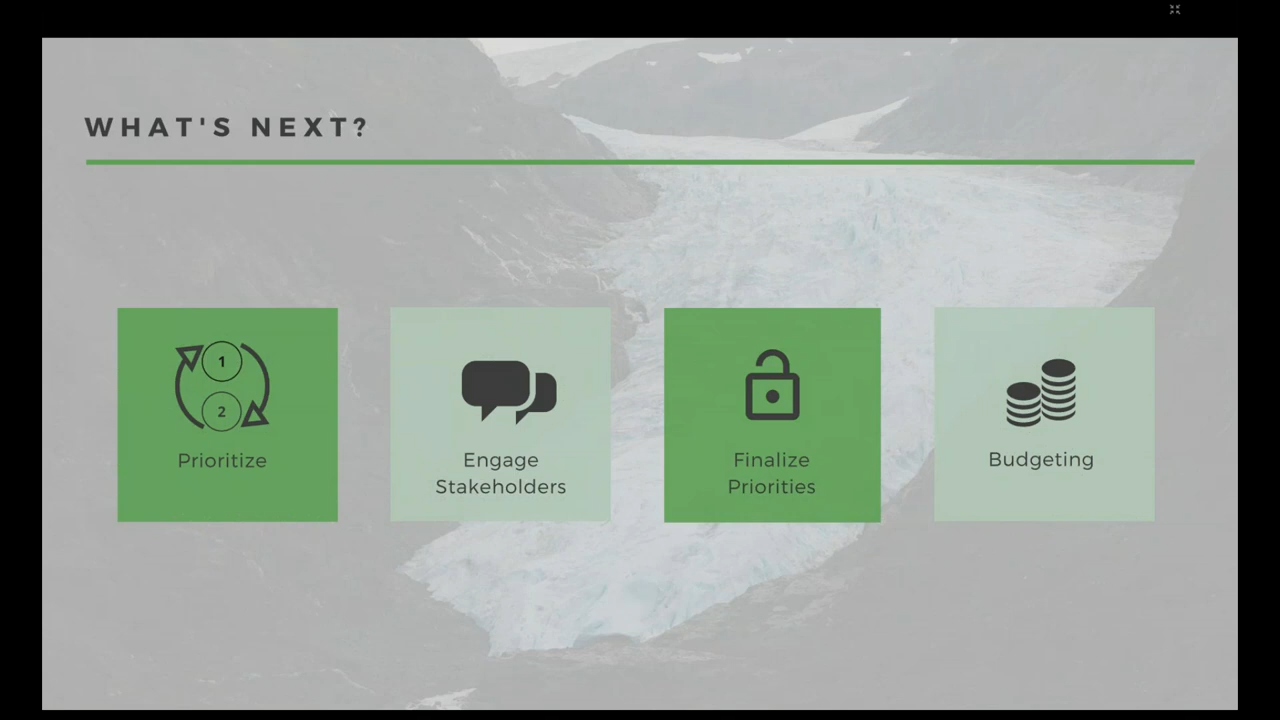 WHAT'S NEXT?
1
2
Prioritize
Engage
Stakeholders
Finalize
Priorities
Budgeting